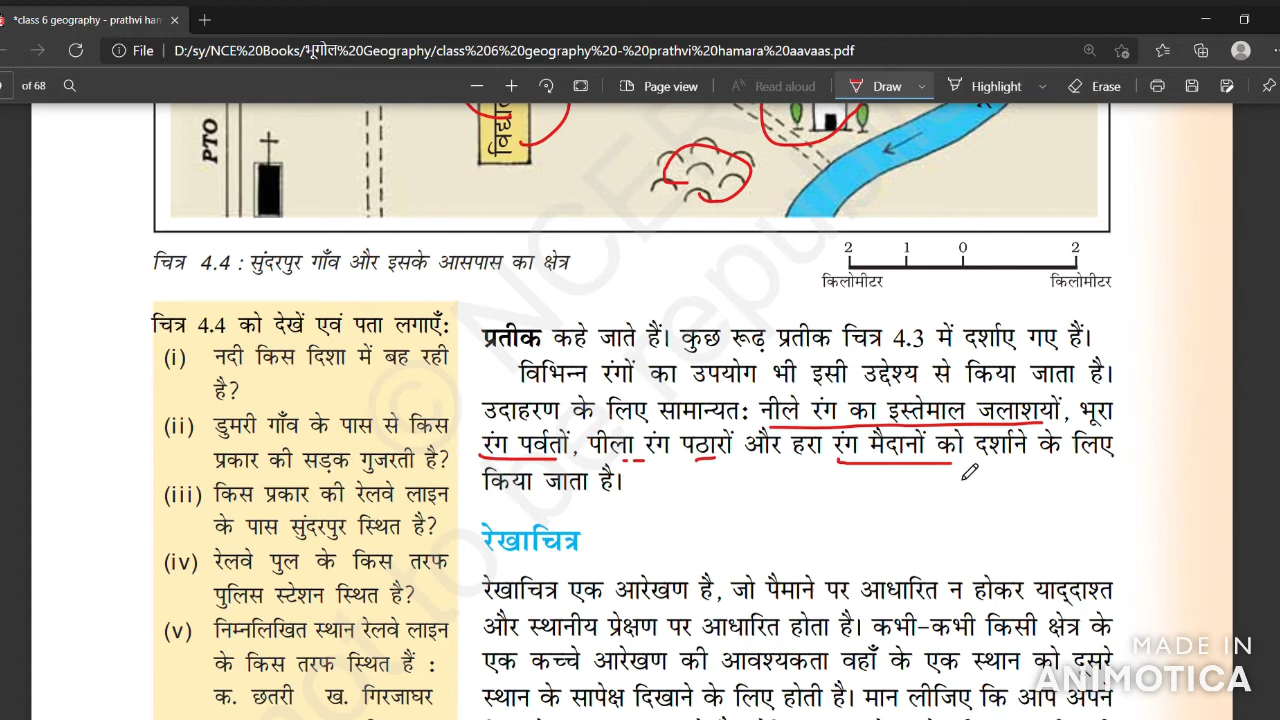 *class 6 geography - prathvi ham
File D:/sy/NCE%20Books/भूगोल%20Geography/class%206%20geography%20-%20prathvi%20hamara%20aavaas.pdf
of 68 Page view Read aloud Draw Highlight Erase
PTO
चित्र 4.4 : सुंदरपुर गाँव और इसके आसपास का क्षेत्र
2 1 0 2
किलोमीटर किलोमीटर
चित्र 4.4 को देखें एवं पता लगाएँ:
(i) नदी किस दिशा में बह रही
है?
(ii) डुमरी गाँव के पास से किस
प्रकार की सड़क गुजरती है?
(iii) किस प्रकार की रेलवे लाइन
के पास सुंदरपुर स्थित है?
(iv) रेलवे पुल के किस तरफ
पुलिस स्टेशन स्थित है?
(v) निम्नलिखित स्थान रेलवे लाइन
के किस तरफ स्थित हैं :
क. छतरी ख. गिरजाघर
प्रतीक कहे जाते हैं। कुछ रूढ़ प्रतीक चित्र 4.3 में दर्शाए गए हैं।
विभिन्न रंगों का उपयोग भी इसी उद्देश्य से किया जाता है।
उदाहरण के लिए सामान्यत: नीले रंग का इस्तेमाल जलाशयों, भूरा
रंग पर्वतों, पीला रंग पठारों और हरा रंग मैदानों को दर्शाने के लिए
किया जाता है।
रेखाचित्र
रेखाचित्र एक आरेखण है, जो पैमाने पर आधारित न होकर याद्दाश्त
और स्थानीय प्रेक्षण पर आधारित होता है। कभी-कभी किसी क्षेत्र के
एक कच्चे आरेखण की आवश्यकता वहाँ के एक स्थान को दूसरे
स्थान के सापेक्ष दिखाने के लिए होती है। मान लीजिए कि आप अपने
MADE IN
ANIMOTICA